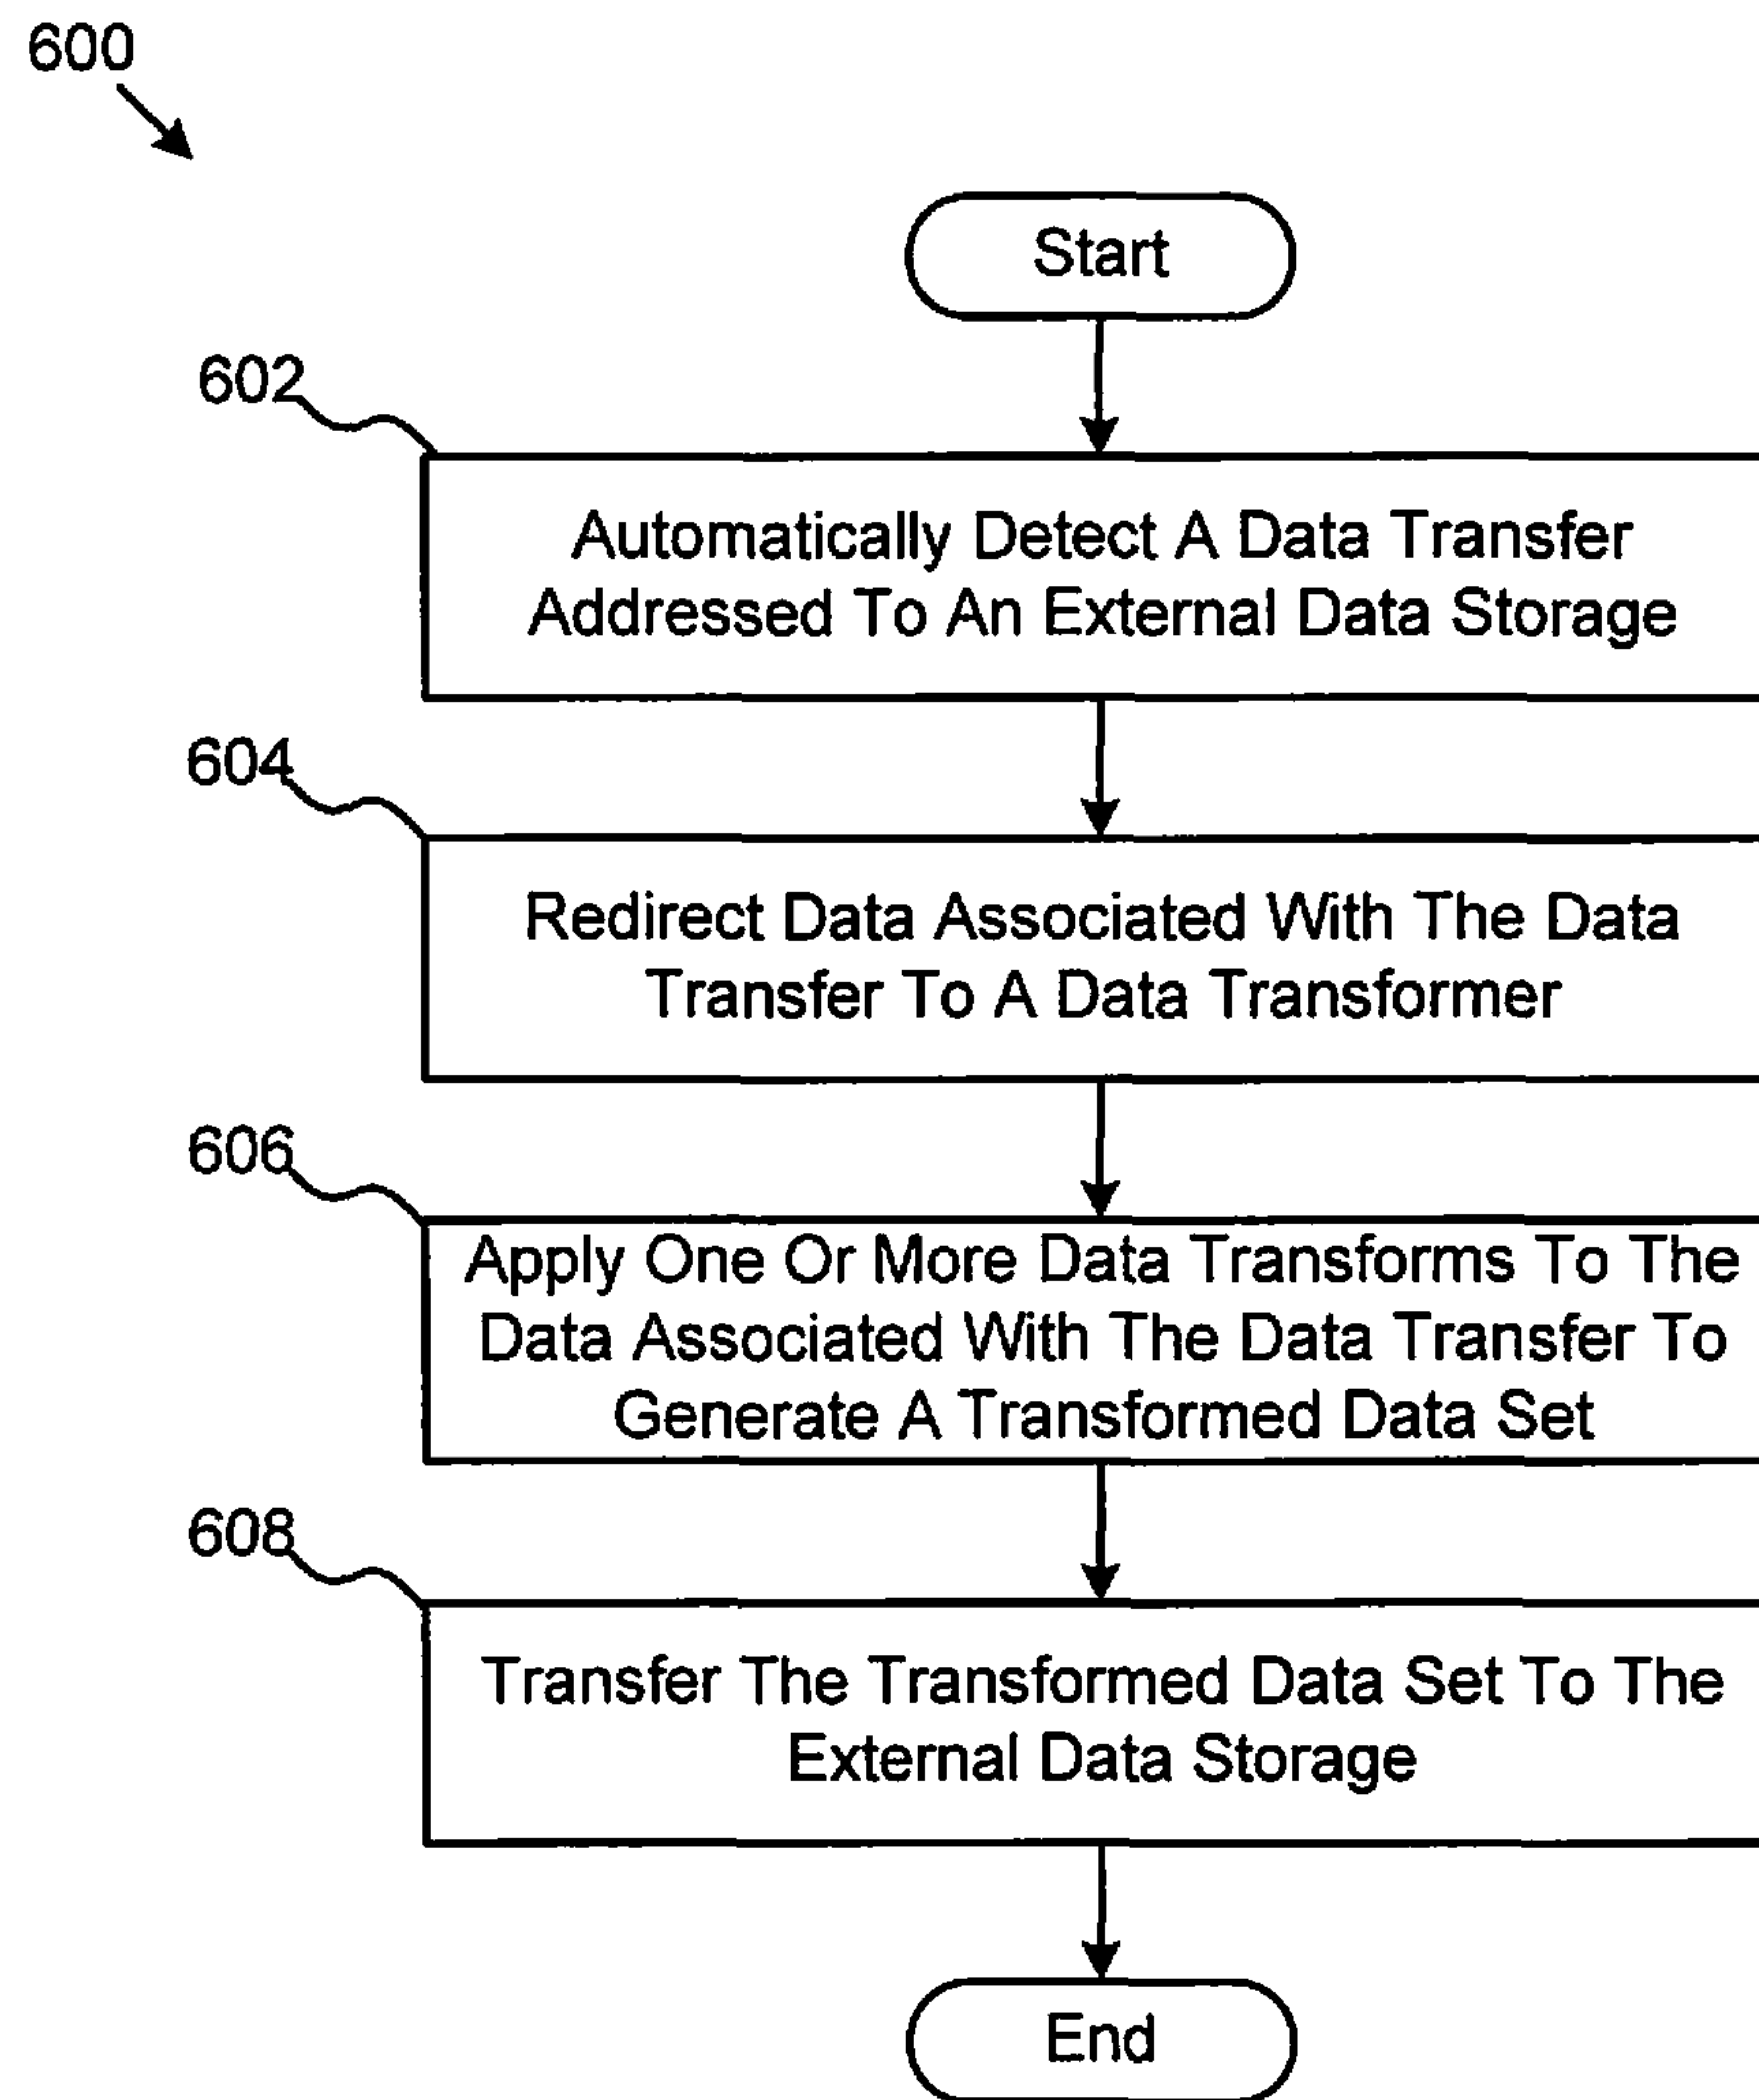 600
Start
602
Automatically Detect A Data Transfer
Addressed To An External Data Storage
604
Redirect Data Associated With The Data
Transfer To A Data Transformer
606
Apply One Or More Data Transforms To The
Data Associated With The Data Transfer To
Generate A Transformed Data Set
608
Transfer The Transformed Data Set To The
External Data Storage
End